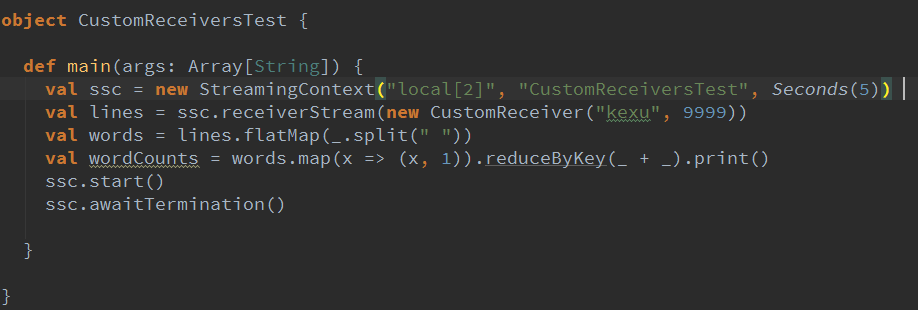 object CustomReceiversTest {
def main(args: Array[String]) {
val ssc = new StreamingContext("local[2]", "CustomReceiversTest", Seconds(5))
val lines = ssc.receiverStream(new CustomReceiver("kexu", 9999))
val words = lines.flatMap(_.split(" "))
val wordCounts = words.map(x => (x, 1)).reduceByKey(_ + _).print()
ssc.start()
ssc.awaitTermination()
}
}